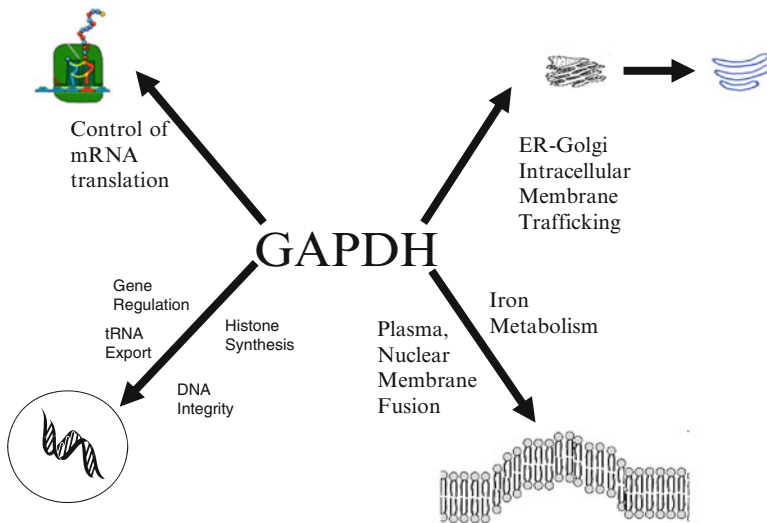 Control of
mRNA
translation
ER-Golgi
Intracellular
Membrane
Trafficking
GAPDH
Gene
Regulation
tRNA
Export
Histone
Synthesis
DNA
Integrity
Plasma,
Nuclear
Membrane
Fusion
Iron
Metabolism